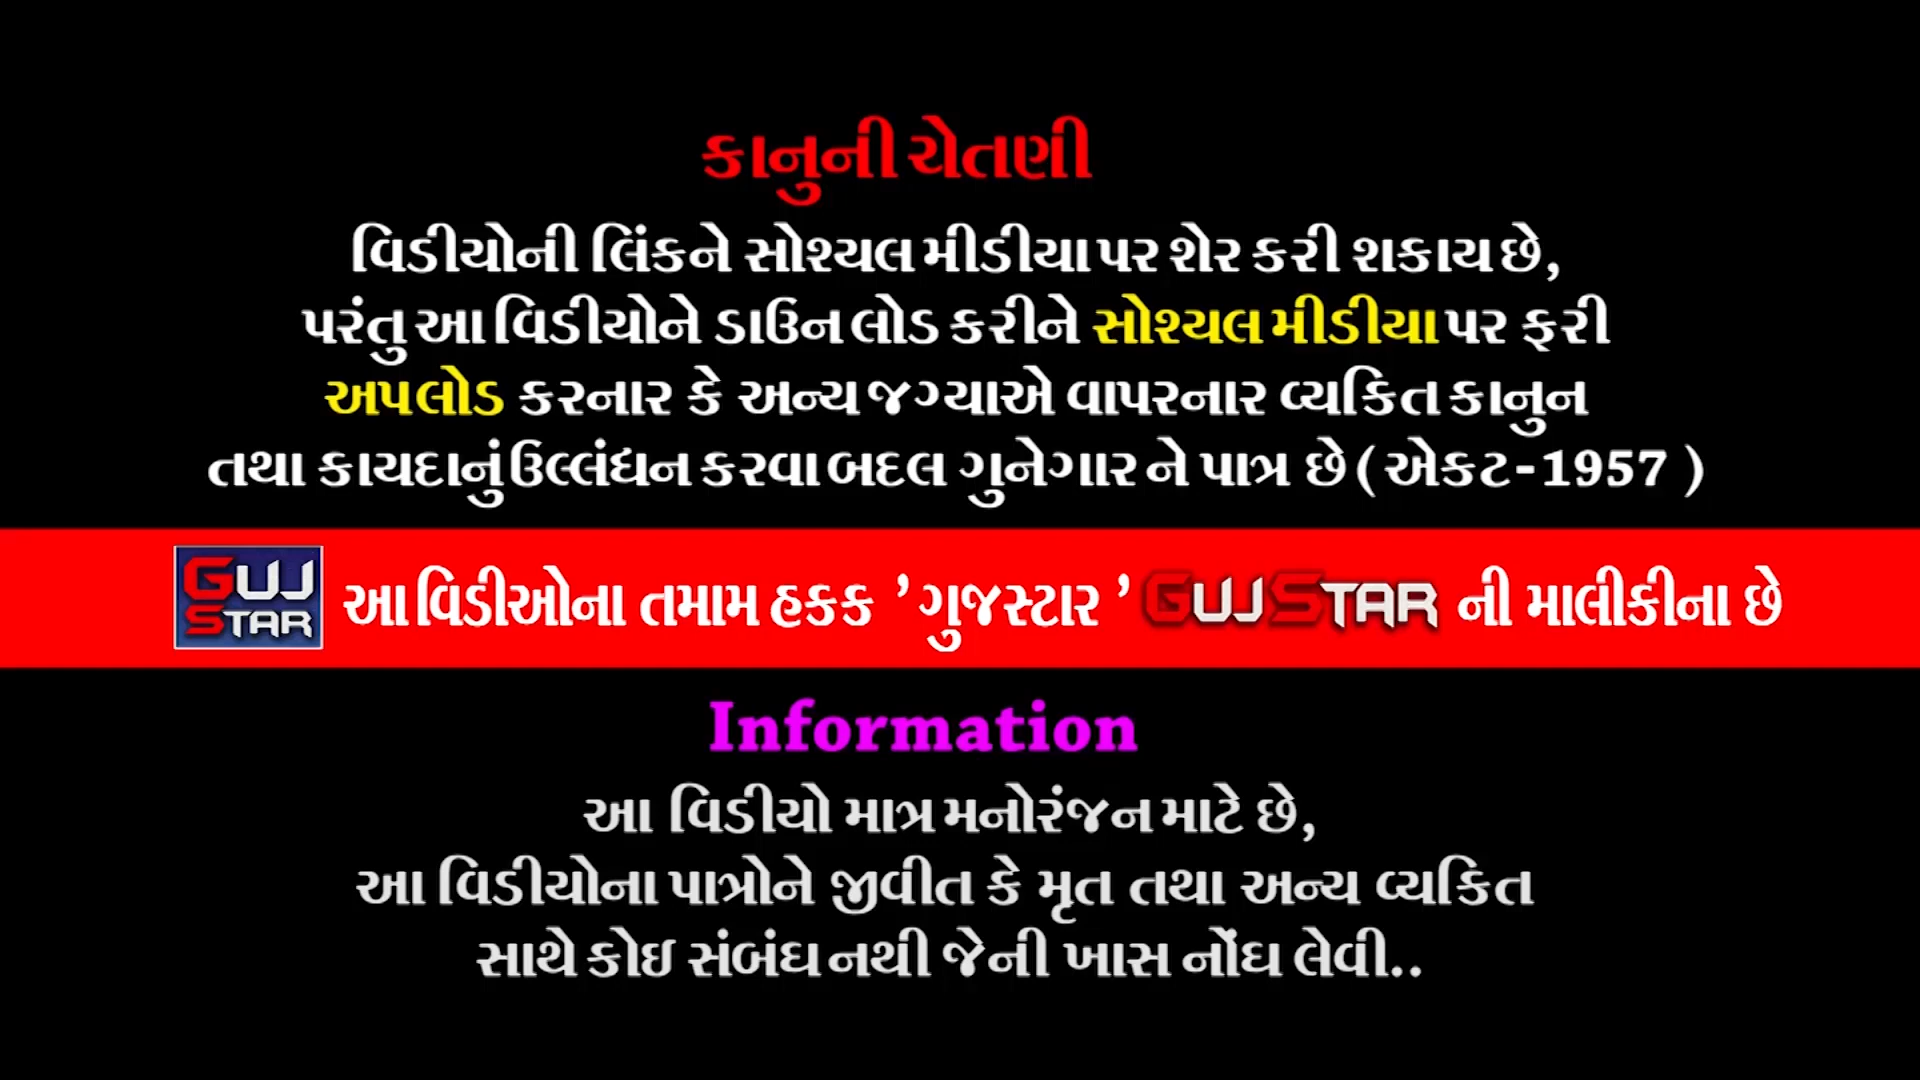 કાનુની ચેતણી
વિડીયોની લિંકને સોશ્યલ મીડીયા પર શેર કરી શકાય છે,
પરંતુ આ વિડીયોને ડાઉન લોડ કરીને સોશ્યલ મીડીયા પર ફરી
અપલોડ કરનાર કે અન્ય જગ્યાએ વાપરનાર વ્યકિત કાનુન
તથા કાયદાનું ઉલ્લંઘન કરવા બદલ ગુનેગાર ને પાત્ર છે ( એકટ-1957 )
GUJ STAR
આ વિડીઓના તમામ હકક ' ગુજસ્ટાર ' GUJSTAR ની માલીકીના છે
Information
આ વિડીયો માત્ર મનોરંજન માટે છે,
આ વિડીયોના પાત્રોને જીવીત કે મૃત તથા અન્ય વ્યકિત
સાથે કોઇ સંબંઘ નથી જેની ખાસ નોંઘ લેવી..